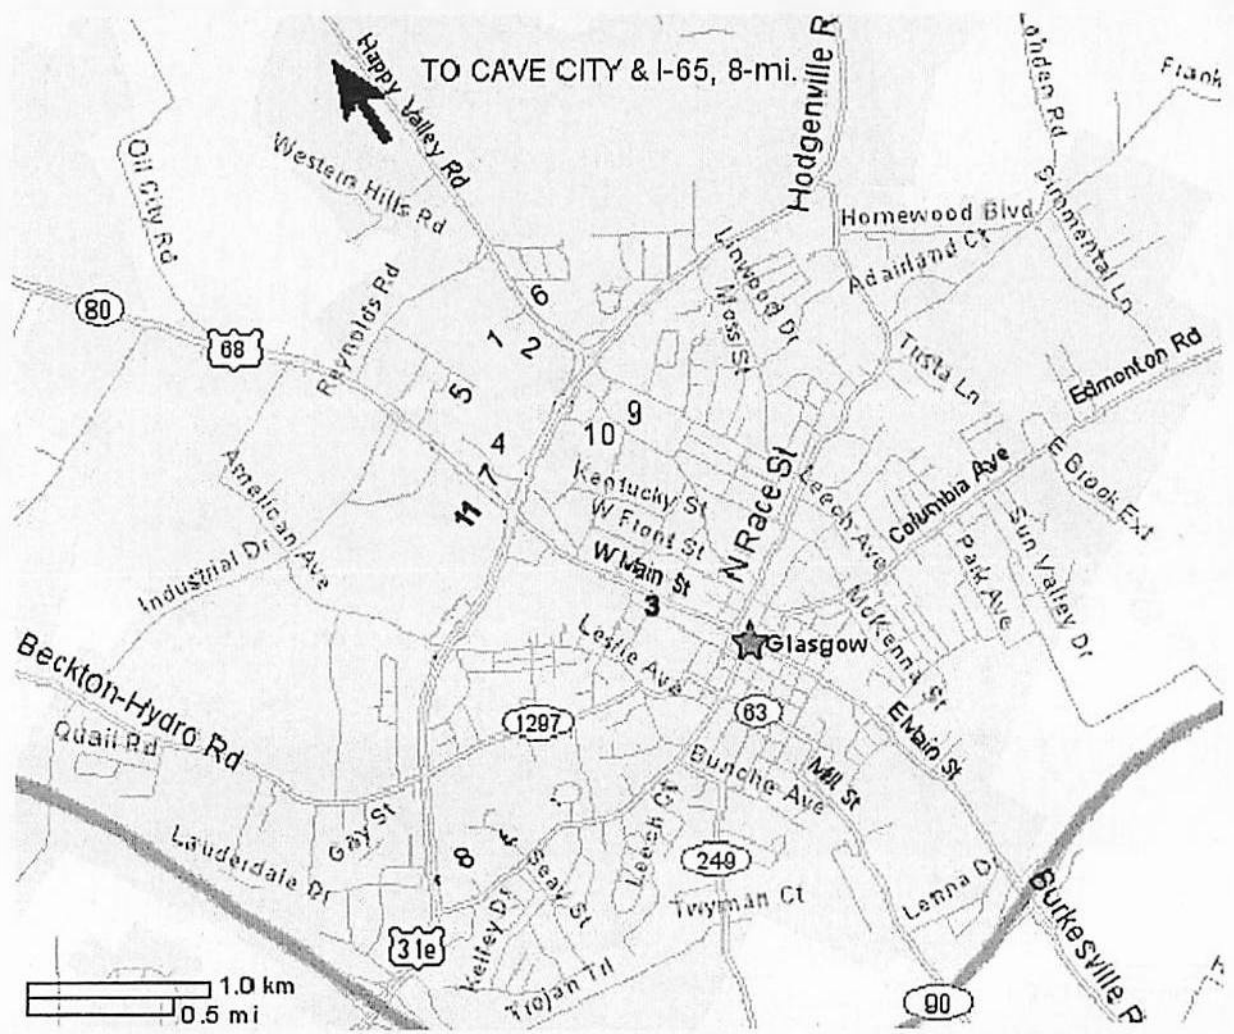 TO CAVE CITY & I-65, 8-mi.
Happy Valley Rd
Hodgenville R
Frank
Oil City Rd
Western Hills Rd
Homewood Blvd
Simmental Ln
Adairland Ct
Linwood Dr
Moss St
80
68
Reynolds Rd
6
1
2
5
9
10
4
7
11
Trista Ln
Edmonton Rd
E Brook Ext
Columbia Ave
Sun Valley Dr
Park Ave
Leech Ave
N Race St
Kentucky St
W Front St
W Main St
3
McKenna St
American Ave
Industrial Dr
Leslie Ave
Glasgow
Beckton-Hydro Rd
Quail Rd
1297
63
E Main St
Bunche Ave
Mill St
Gay St
Lauderdale Dr
8
Seay St
Leech Ct
249
Twyman Ct
Lenna D
Burkesville R
31e
Kelley Dr
Trojan Trl
90
1.0 km
0.5 mi